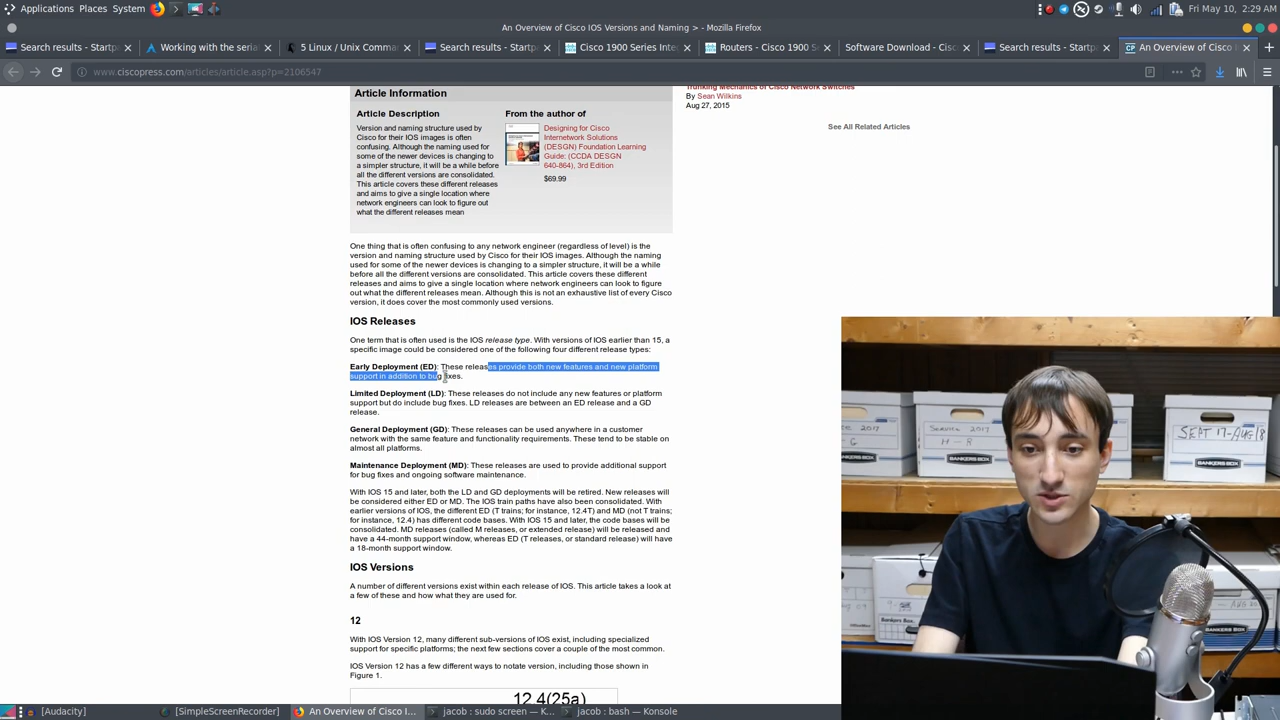 Applications Places System
Fri May 10, 2:29 AM
An Overview of Cisco IOS Versions and Naming > - Mozilla Firefox
Search results - Startp
Working with the seria
5 Linux / Unix Comma
Search results - Startp
Cisco 1900 Series Inte
Routers - Cisco 1900 S
Software Download - Cis
Search results - Startp
CP An Overview of Cisco I
www.ciscopress.com/articles/article.asp?p=2106547
Article Information
Article Description
Version and naming structure used by
Cisco for their IOS images is often
confusing. Although the naming used for
some of the newer devices is changing to
a simpler structure, it will be a while before
all the different versions are consolidated.
This article covers these different releases
and aims to give a single location where
network engineers can look to figure out
what the different releases mean
From the author of
Designing for Cisco
Internetwork Solutions
(DESGN) Foundation Learning
Guide: (CCDA DESGN
640-864), 3rd Edition
$69.99
Trunking Mechanics of Cisco Network Switches
By Sean Wilkins
Aug 27, 2015
See All Related Articles
One thing that is often confusing to any network engineer (regardless of level) is the
version and naming structure used by Cisco for their IOS images. Although the naming
used for some of the newer devices is changing to a simpler structure, it will be a while
before all the different versions are consolidated. This article covers these different
releases and aims to give a single location where network engineers can look to figure
out what the different releases mean. Although this is not an exhaustive list of every Cisco
version, it does cover the most commonly used versions.
IOS Releases
One term that is often used is the IOS release type. With versions of IOS earlier than 15, a
specific image could be considered one of the following four different release types:
Early Deployment (ED): These releases provide both new features and new platform
support in addition to bug fixes.
Limited Deployment (LD): These releases do not include any new features or platform
support but do include bug fixes. LD releases are between an ED release and a GD
release.
General Deployment (GD): These releases can be used anywhere in a customer
network with the same feature and functionality requirements. These tend to be stable on
almost all platforms.
Maintenance Deployment (MD): These releases are used to provide additional support
for bug fixes and ongoing software maintenance.
With IOS 15 and later, both the LD and GD deployments will be retired. New releases will
be considered either ED or MD. The IOS train paths have also been consolidated. With
earlier versions of IOS, the different ED (T trains; for instance, 12.4T) and MD (not T trains;
for instance, 12.4) has different code bases. With IOS 15 and later, the code bases will be
consolidated. MD releases (called M releases, or extended release) will be released and
have a 44-month support window, whereas ED (T releases, or standard release) will have
a 18-month support window.
IOS Versions
A number of different versions exist within each release of IOS. This article takes a look at
a few of these and how what they are used for.
12
With IOS Version 12, many different sub-versions of IOS exist, including specialized
support for specific platforms; the next few sections cover a couple of the most common.
IOS Version 12 has a few different ways to notate version, including those shown in
Figure 1.
12.4(25a)
2017
G
Service 2017
H - R
BANKERS BOX
BANKERS BOX
BANKERS BOX
[Audacity]
[SimpleScreenRecorder]
An Overview of Cisco I...
jacob : sudo screen — K...
jacob : bash — Konsole